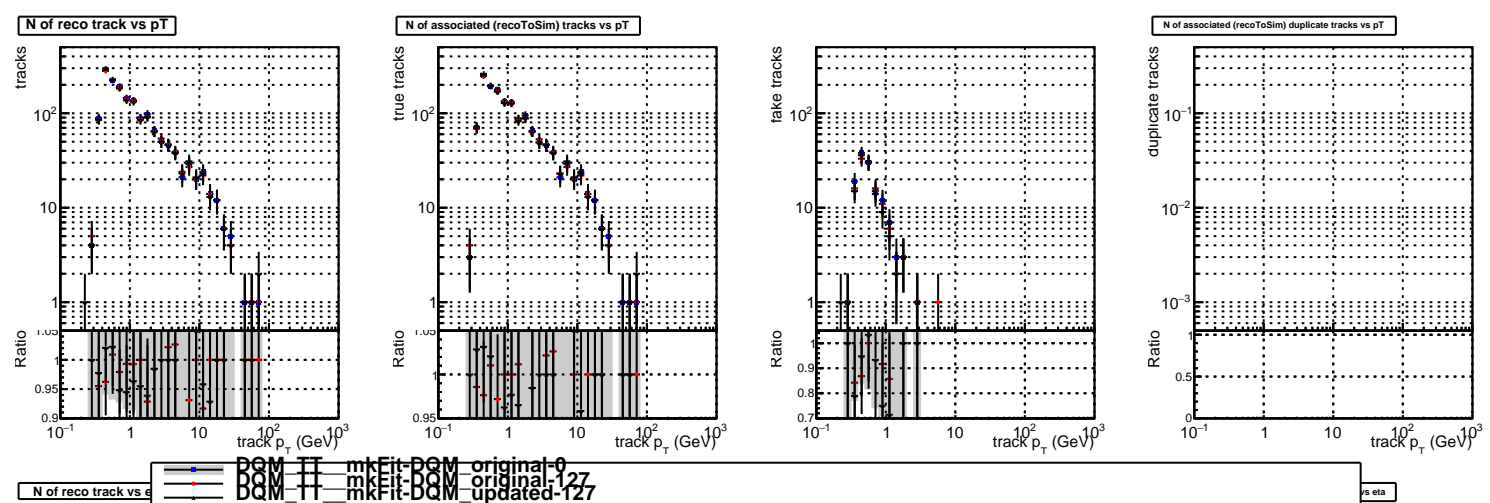 N of reco track vs pT
N of associated (recoToSim) tracks vs pT
N of associated (recoToSim) duplicate tracks vs pT
tracks
10²
10
1
Ratio
1.05
1
0.95
0.9
10⁻¹ 1 10 10² 10³
track p_T (GeV)
true tracks
10²
10
1
Ratio
1.05
1
0.95
10⁻¹ 1 10 10² 10³
track p_T (GeV)
fake tracks
10²
10
1
Ratio
1
0.9
0.8
0.7
10⁻¹ 1 10 10² 10³
track p_T (GeV)
duplicate tracks
10⁻¹
10⁻²
10⁻³
Ratio
1
0.5
0
10⁻¹ 1 10 10² 10³
track p_T (GeV)
DQM_TT__mkFit-DQM_original-0
DQM_TT__mkFit-DQM_original-127
DQM_TT__mkFit-DQM_updated-127
N of reco track vs e
vs eta